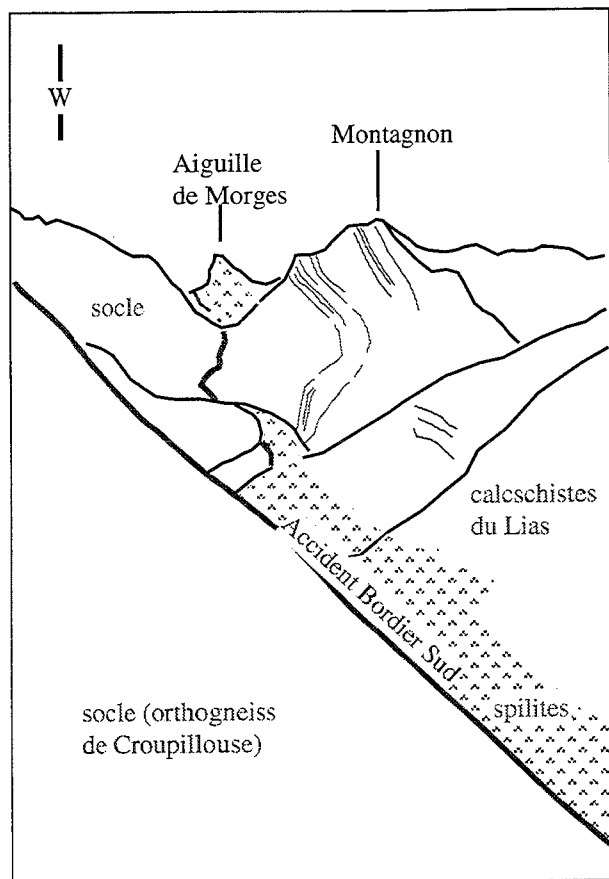 W
Montagnon
Aiguille
de Morges
socle
calcschistes
du Lias
Accident Bordier Sud
socle (orthogneiss
de Croupillouse)
spilites